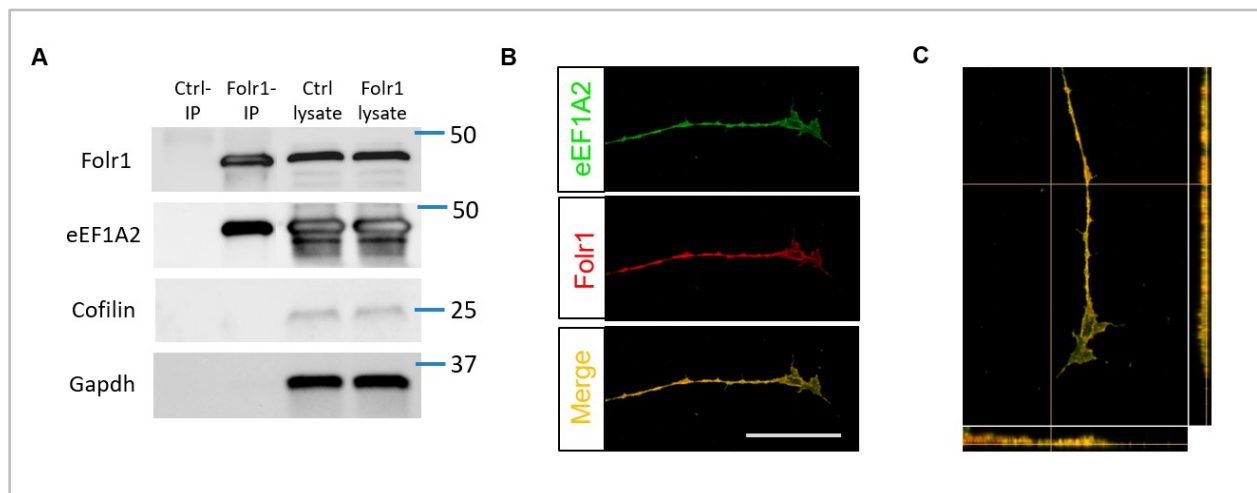 A
B
C
Ctrl-
IP
Folr1-
IP
Ctrl
lysate
Folr1
lysate
Folr1
50
eEF1A2
50
Cofilin
25
Gapdh
37
eEF1A2
Folr1
Merge